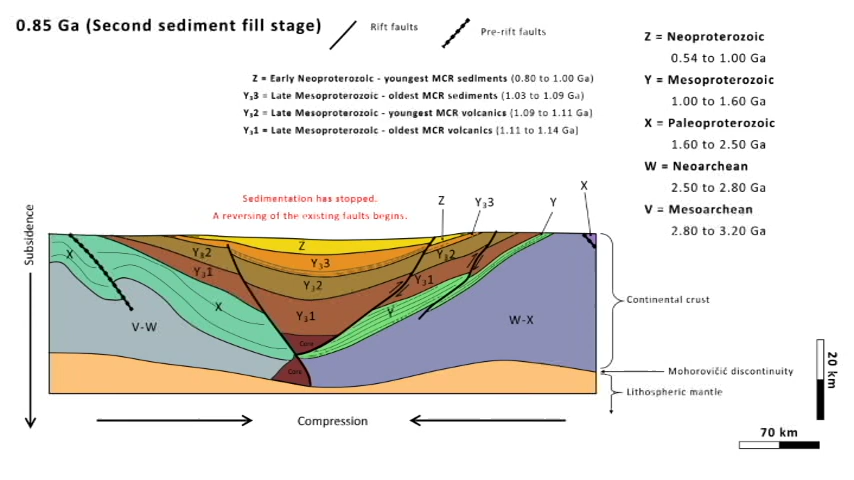 0.85 Ga (Second sediment fill stage)
Rift faults
Pre-rift faults
Z = Early Neoproterozoic - youngest MCR sediments (0.80 to 1.00 Ga)
Y₃3 = Late Mesoproterozoic - oldest MCR sediments (1.03 to 1.09 Ga)
Y₃2 = Late Mesoproterozoic - youngest MCR volcanics (1.09 to 1.11 Ga)
Y₃1 = Late Mesoproterozoic - oldest MCR volcanics (1.11 to 1.14 Ga)
Z = Neoproterozoic
0.54 to 1.00 Ga
Y = Mesoproterozoic
1.00 to 1.60 Ga
X = Paleoproterozoic
1.60 to 2.50 Ga
W = Neoarchean
2.50 to 2.80 Ga
V = Mesoarchean
2.80 to 3.20 Ga
Sedimentation has stopped.
A reversing of the existing faults begins.
Subsidence
Z
Y₃3
Y
X
X
Y₃2
Y₃1
Z
Y₃3
Y₃2
Y₃2
Y₃1
X
Y₃1
Y
V-W
W-X
Core
Core
Continental crust
Mohorovičić discontinuity
Lithospheric mantle
Compression
20 km
70 km